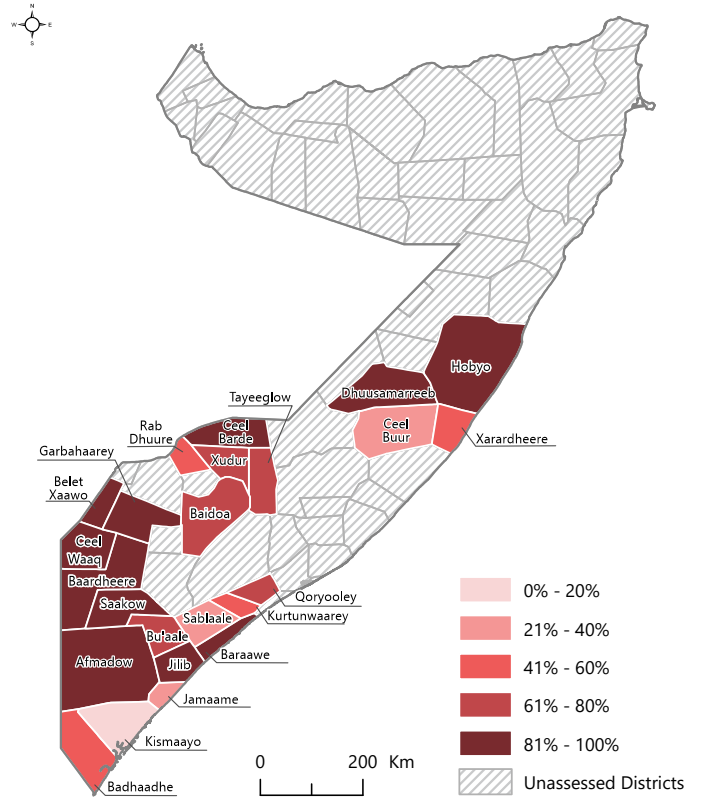 N
W
E
S
Hobyo
Dhuusamarreeb
Tayeeglow
Ceel
Buur
Xarardheere
Rab
Dhuure
Ceel
Barde
Xudur
Garbahaarey
Belet
Xaawo
Baidoa
Ceel
Waaq
Baardheere
Saakow
Qoryooley
Kurtunwaarey
Sablaale
Bu'aale
Baraawe
Afmadow
Jilib
Jamaame
Kismaayo
Badhaadhe
0% - 20%
21% - 40%
41% - 60%
61% - 80%
81% - 100%
Unassessed Districts
0 200 Km